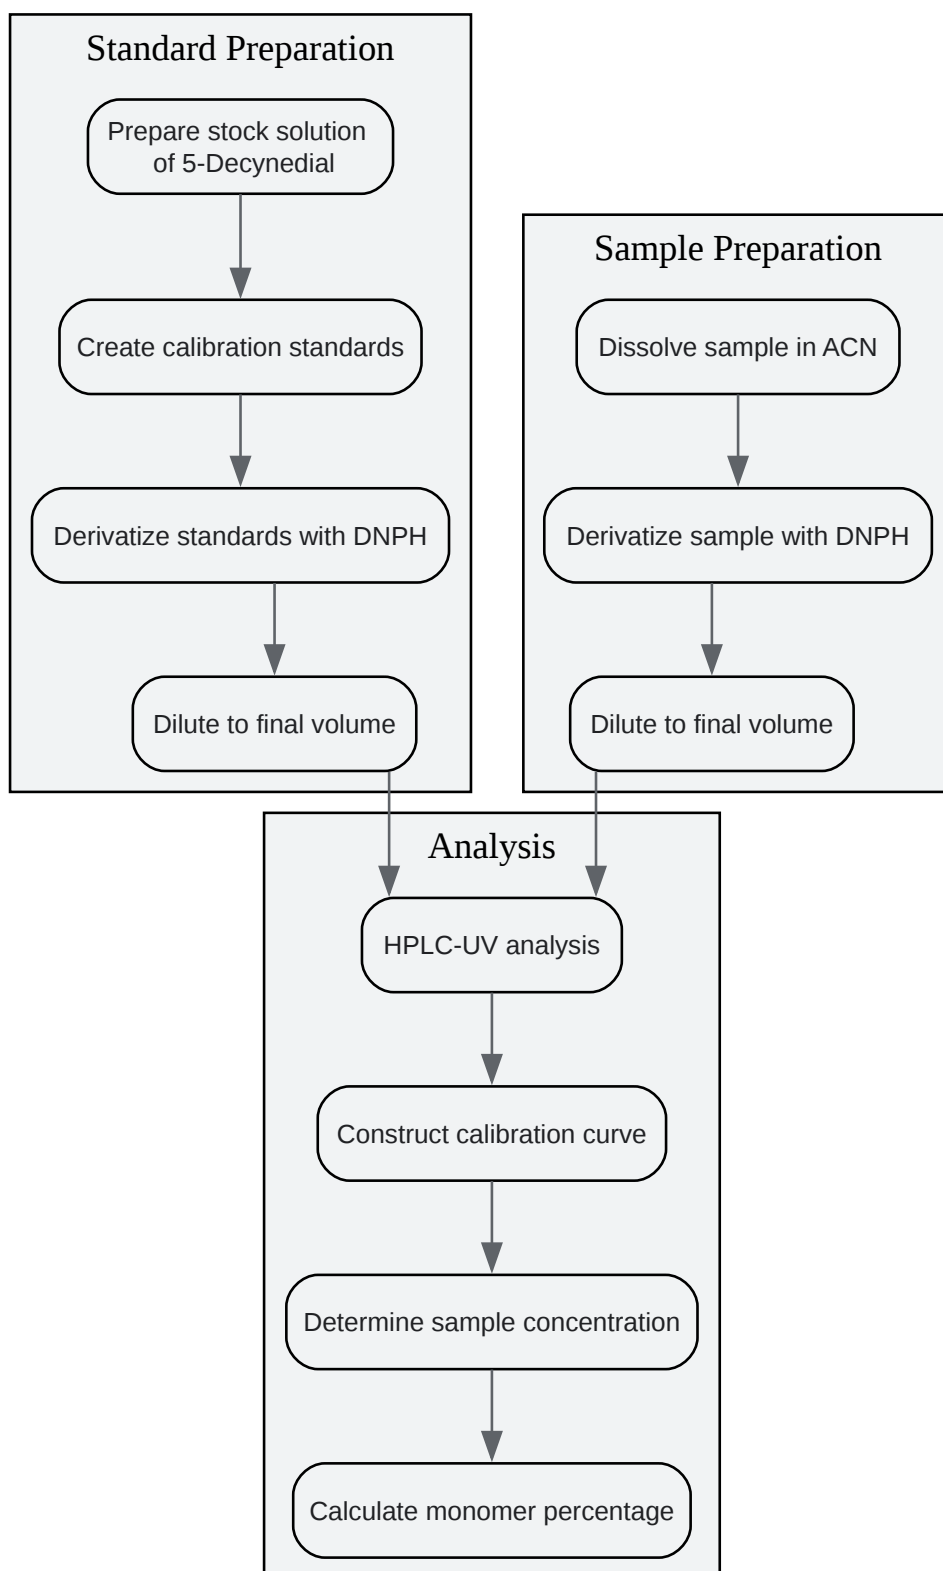 Standard Preparation
Prepare stock solution
of 5-Decynedial
Create calibration standards
Derivatize standards with DNPH
Dilute to final volume
Sample Preparation
Dissolve sample in ACN
Derivatize sample with DNPH
Dilute to final volume
Analysis
HPLC-UV analysis
Construct calibration curve
Determine sample concentration
Calculate monomer percentage